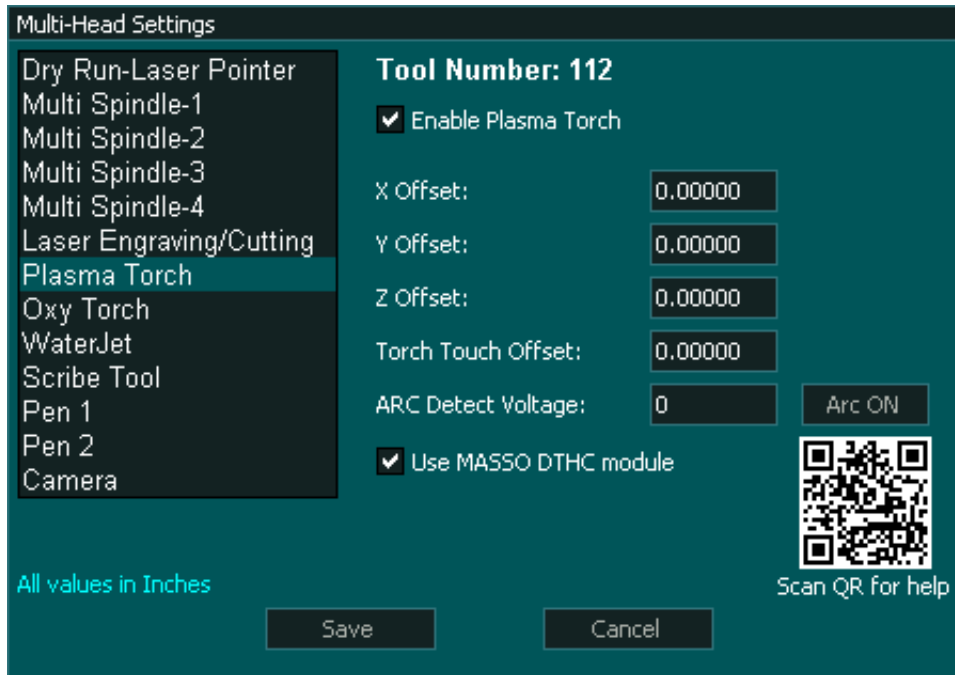 Multi-Head Settings
Dry Run-Laser Pointer
Multi Spindle-1
Multi Spindle-2
Multi Spindle-3
Multi Spindle-4
Laser Engraving/Cutting
Plasma Torch
Oxy Torch
WaterJet
Scribe Tool
Pen 1
Pen 2
Camera
Tool Number: 112
Enable Plasma Torch
X Offset: 0.00000
Y Offset: 0.00000
Z Offset: 0.00000
Torch Touch Offset: 0.00000
ARC Detect Voltage: 0 Arc ON
Use MASSO DTHC module
Scan QR for help
All values in Inches
Save Cancel